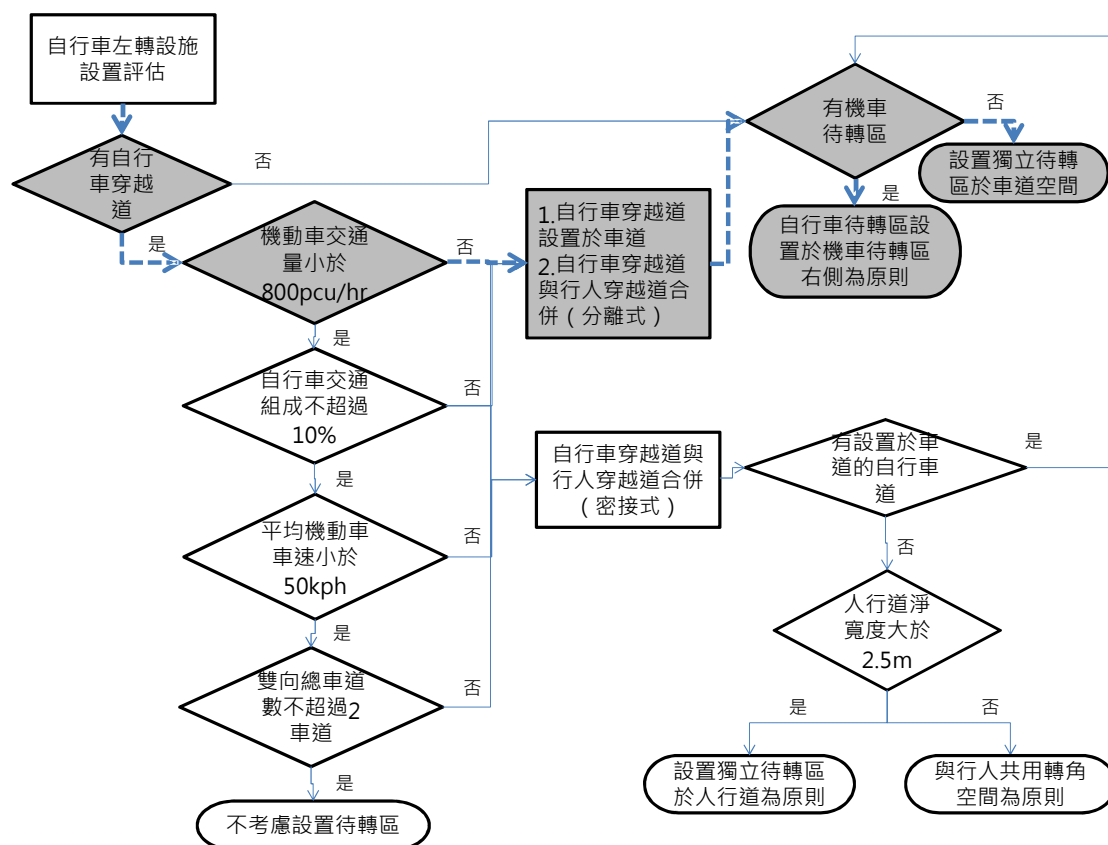 自行車左轉設施
設置評估
有自行
車穿越
道
否
是
機動車交通
量小於
800pcu/hr
否
是
1.自行車穿越道
設置於車道
2.自行車穿越道
與行人穿越道合
併（分離式）
有機車
待轉區
否
設置獨立待轉
區於車道空間
是
自行車待轉區設
置於機車待轉區
右側為原則
自行車交通
組成不超過
10%
否
是
平均機動車
車速小於
50kph
否
是
雙向總車道
數不超過2
車道
否
是
不考慮設置待轉區
自行車穿越道與
行人穿越道合併
（密接式）
有設置於車
道的自行車
道
是
否
人行道淨
寬度大於
2.5m
是
否
設置獨立待轉區
於人行道為原則
與行人共用轉角
空間為原則